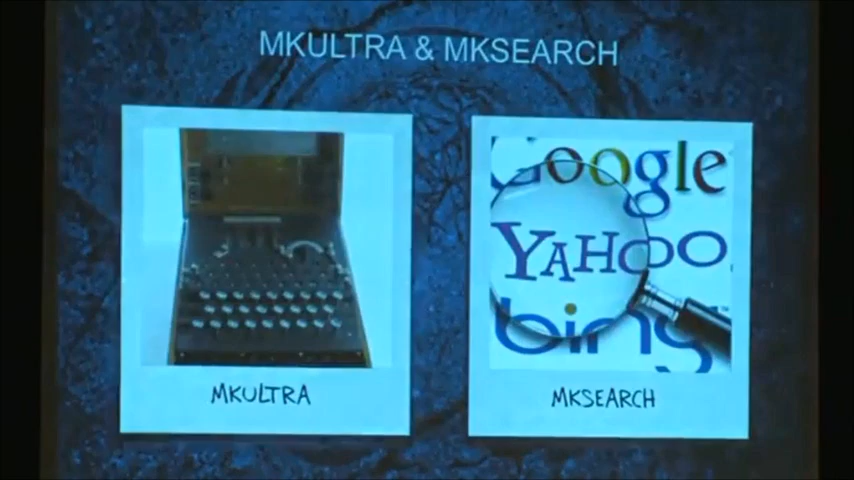 MKULTRA & MKSEARCH
Google
YAHOO
bing
MKULTRA
MKSEARCH